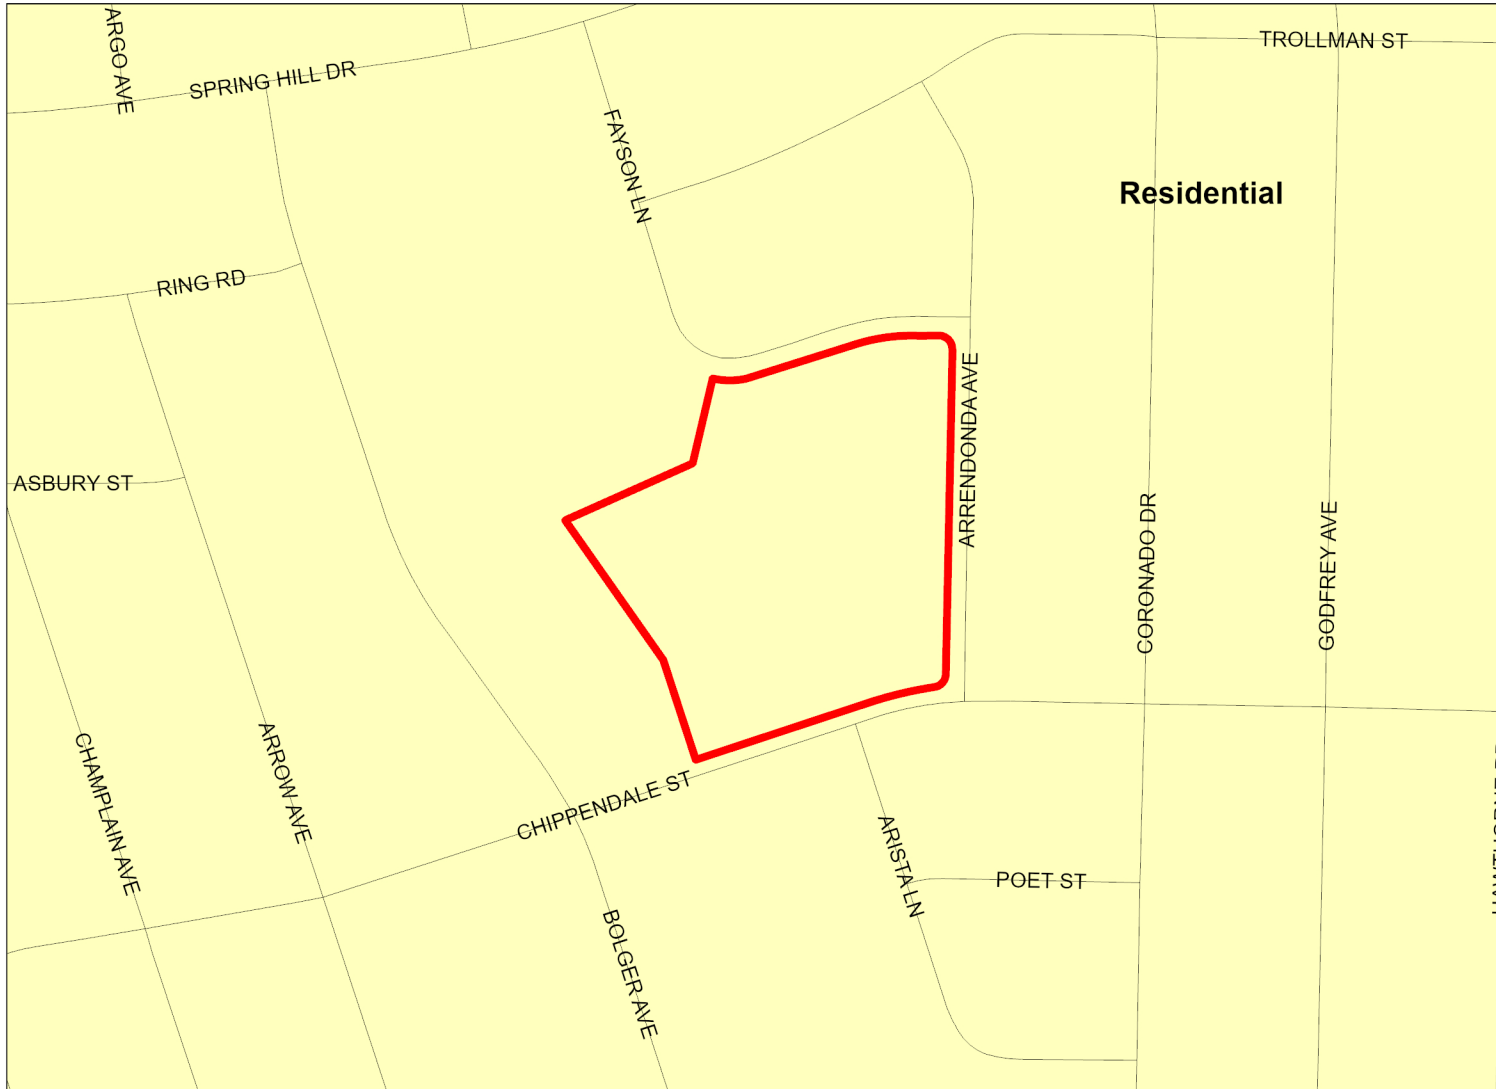 ARGO AVE
SPRING HILL DR
TROLLMAN ST
FAYSON LN
Residential
RING RD
ARRENDONDA AVE
ASBURY ST
CORONADO DR
GODFREY AVE
CHAMPLAIN AVE
ARROW AVE
CHIPPENDALE ST
ARISTA LN
POET ST
BOLGER AVE